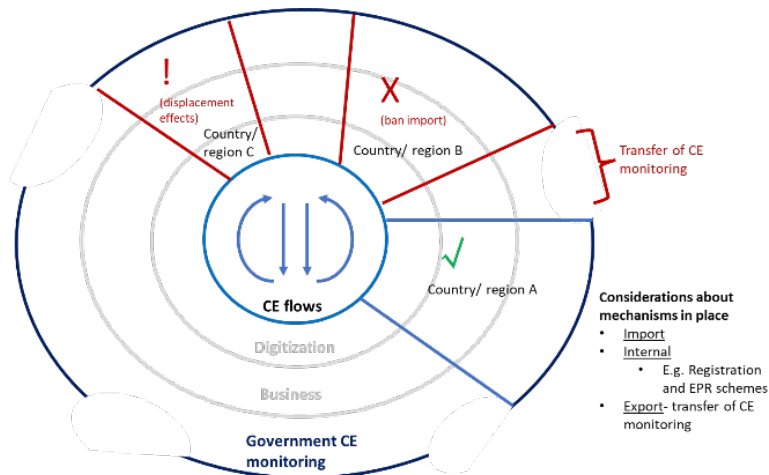 !
(displacement
effects)
Country/
region C
X
(ban import)
Country/ region B
Transfer of CE
monitoring
√
Country/ region A
CE flows
Digitization
Business
Government CE
monitoring
Considerations about
mechanisms in place
• Import
• Internal
• E.g. Registration
and EPR schemes
• Export- transfer of CE
monitoring